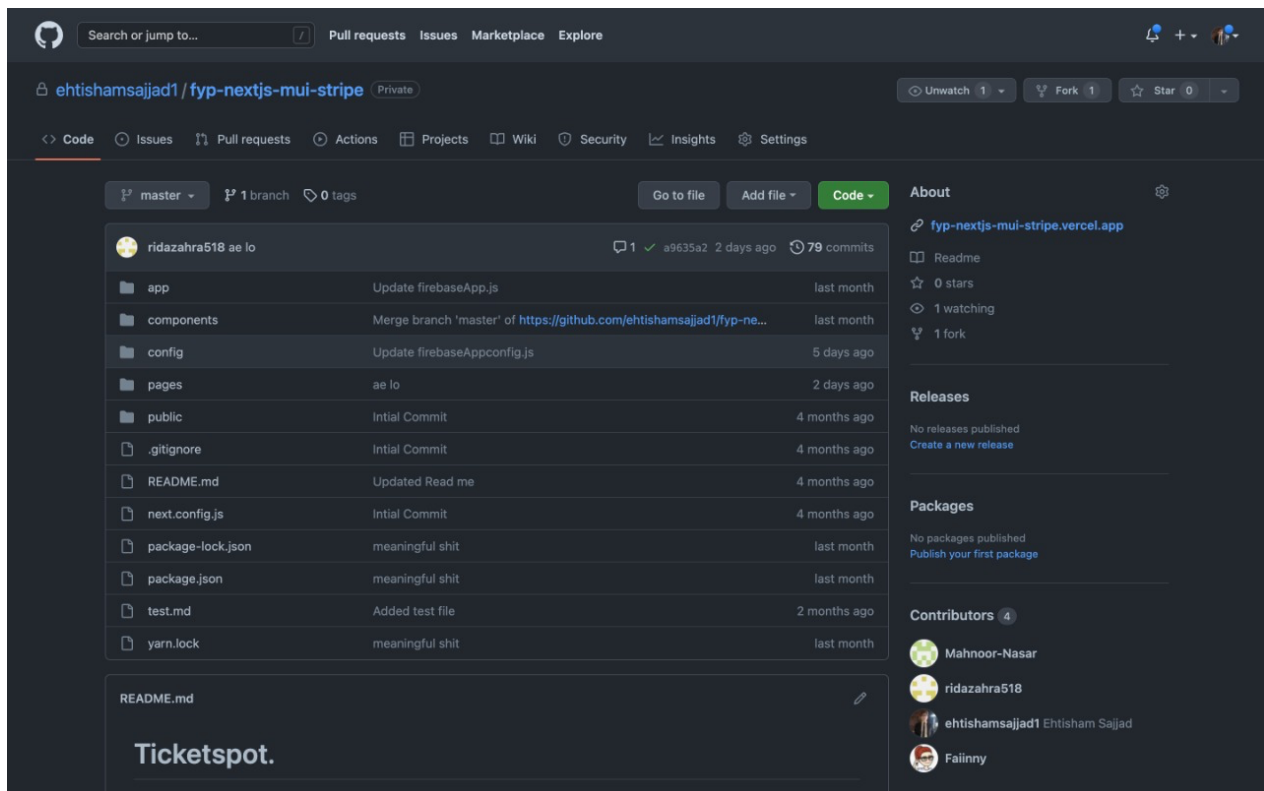 Search or jump to... / Pull requests Issues Marketplace Explore
ehtishamsajjad1 / fyp-nextjs-mui-stripe Private
Unwatch 1 Fork 1 Star 0
Code Issues Pull requests Actions Projects Wiki Security Insights Settings
master 1 branch 0 tags Go to file Add file Code
ridazahra518 ae lo 1 a9635a2 2 days ago 79 commits
app Update firebaseApp.js last month
components Merge branch 'master' of https://github.com/ehtishamsajjad1/fyp-ne... last month
config Update firebaseAppconfig.js 5 days ago
pages ae lo 2 days ago
public Intial Commit 4 months ago
.gitignore Intial Commit 4 months ago
README.md Updated Read me 4 months ago
next.config.js Intial Commit 4 months ago
package-lock.json meaningful shit last month
package.json meaningful shit last month
test.md Added test file 2 months ago
yarn.lock meaningful shit last month
README.md
Ticketspot.
About
fyp-nextjs-mui-stripe.vercel.app
Readme
0 stars
1 watching
1 fork
Releases
No releases published
Create a new release
Packages
No packages published
Publish your first package
Contributors 4
Mahnoor-Nasar
ridazahra518
ehtishamsajjad1 Ehtisham Sajjad
Faiinny